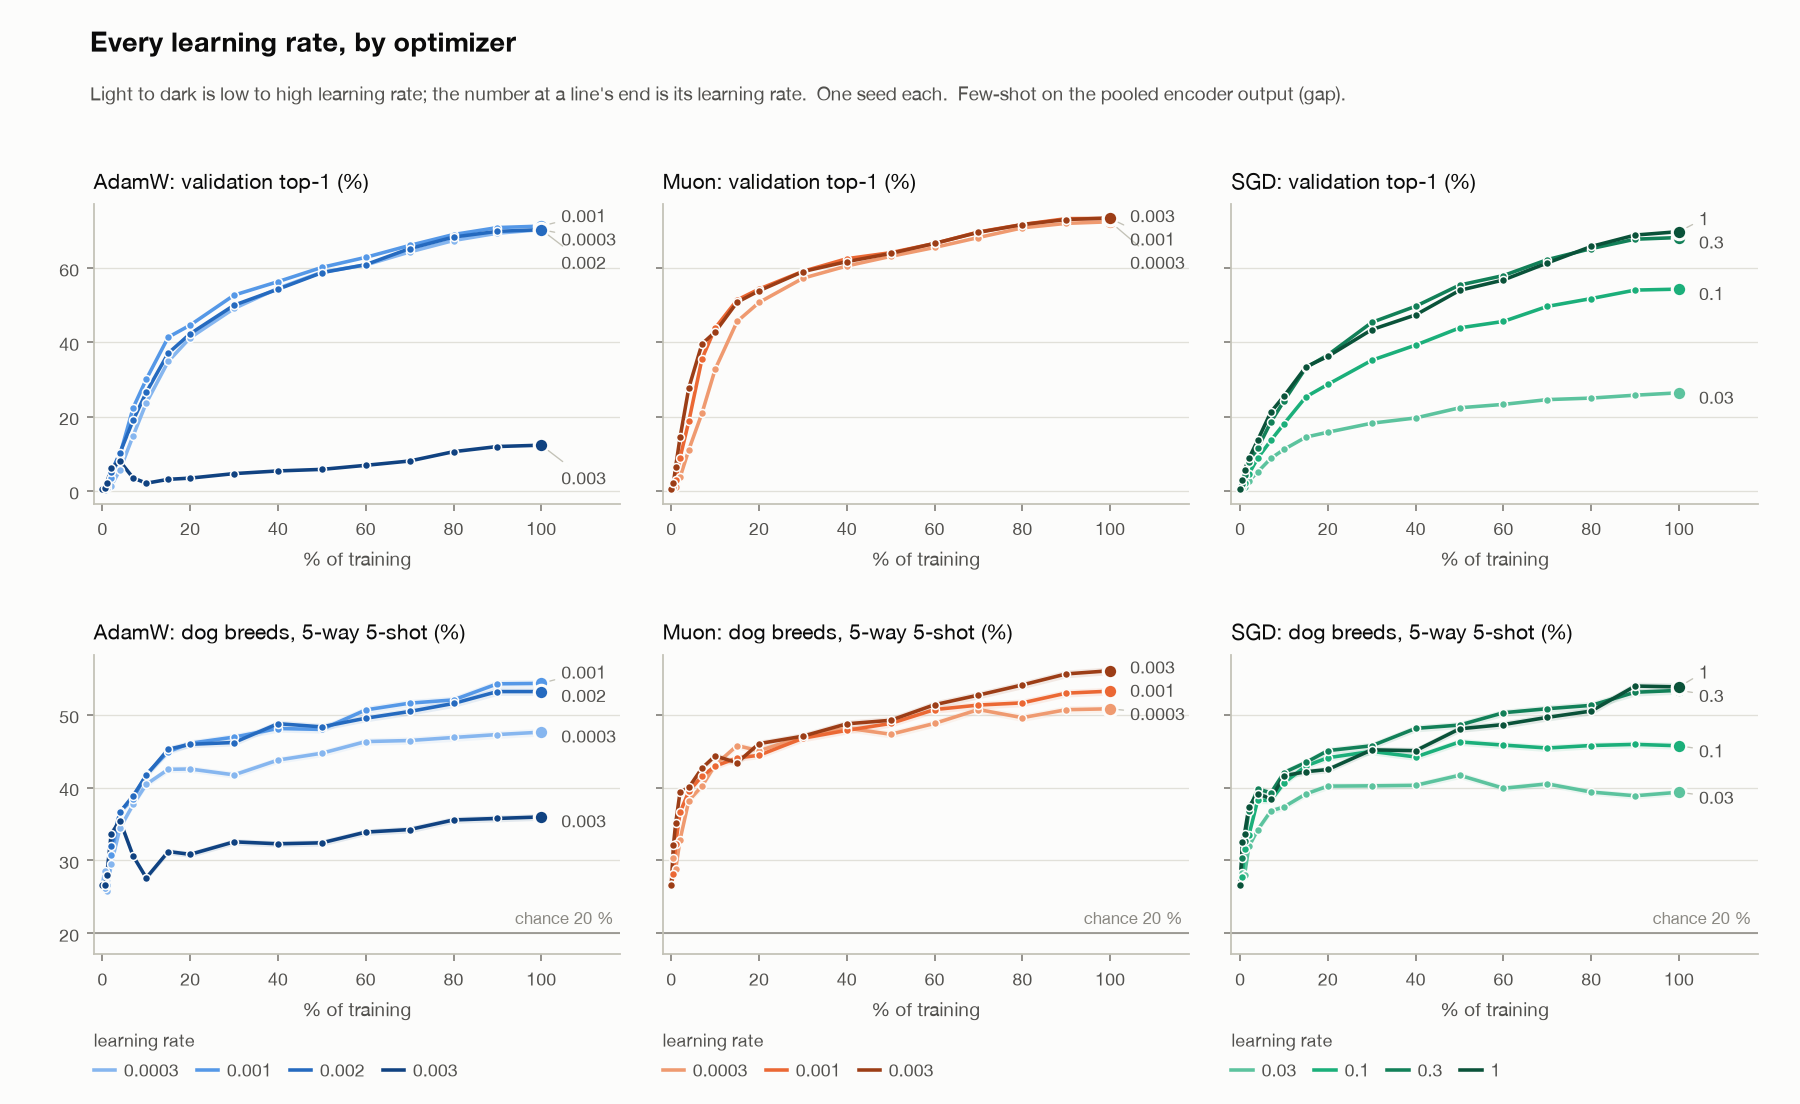 Every learning rate, by optimizer
Light to dark is low to high learning rate; the number at a line's end is its learning rate.  One seed each.  Few-shot on the pooled encoder output (gap).
AdamW: validation top-1 (%)
0.001
0.0003
0.002
0.003
60
40
20
0
0 20 40 60 80 100
% of training
Muon: validation top-1 (%)
0.003
0.001
0.0003
0 20 40 60 80 100
% of training
SGD: validation top-1 (%)
1
0.3
0.1
0.03
0 20 40 60 80 100
% of training
AdamW: dog breeds, 5-way 5-shot (%)
0.001
0.002
0.0003
0.003
50
40
30
20
chance 20 %
0 20 40 60 80 100
% of training
learning rate
0.0003 0.001 0.002 0.003
Muon: dog breeds, 5-way 5-shot (%)
0.003
0.001
0.0003
chance 20 %
0 20 40 60 80 100
% of training
learning rate
0.0003 0.001 0.003
SGD: dog breeds, 5-way 5-shot (%)
1
0.3
0.1
0.03
chance 20 %
0 20 40 60 80 100
% of training
learning rate
0.03 0.1 0.3 1